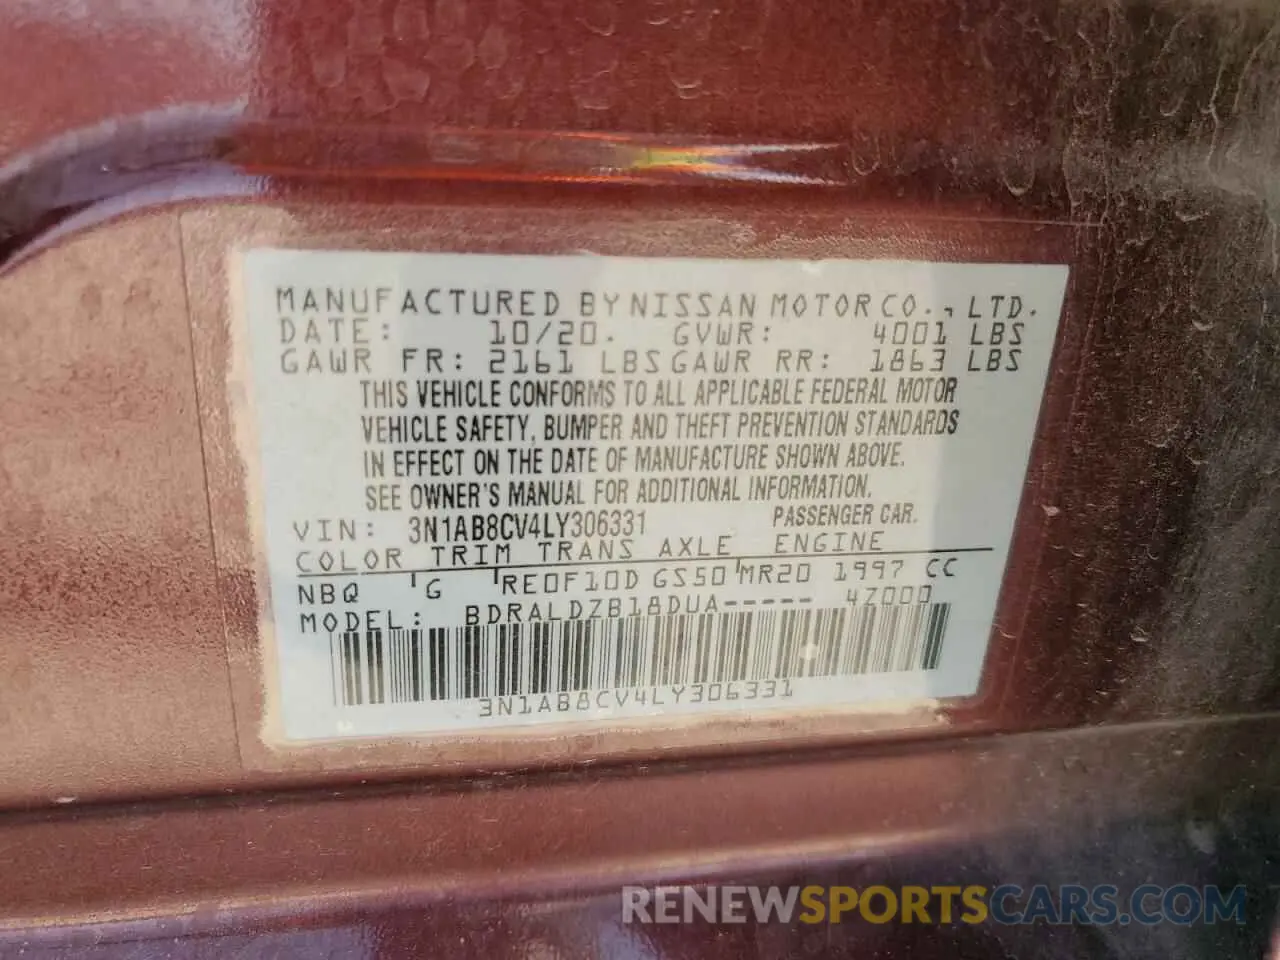 MANUFACTURED BY NISSAN MOTOR CO., LTD.
DATE: 10/20. GVWR: 4001 LBS
GAWR FR: 2161 LBS GAWR RR: 1863 LBS
THIS VEHICLE CONFORMS TO ALL APPLICABLE FEDERAL MOTOR
VEHICLE SAFETY, BUMPER AND THEFT PREVENTION STANDARDS
IN EFFECT ON THE DATE OF MANUFACTURE SHOWN ABOVE.
SEE OWNER'S MANUAL FOR ADDITIONAL INFORMATION.
VIN: 3N1AB8CV4LY306331 PASSENGER CAR.
COLOR TRIM TRANS AXLE ENGINE
NBQ G RE0F10D GS50 MR20 1997 CC
MODEL: BDRALDZB18DUA----- 4Z000
3N1AB8CV4LY306331
RENEWSPORTSCARS.COM